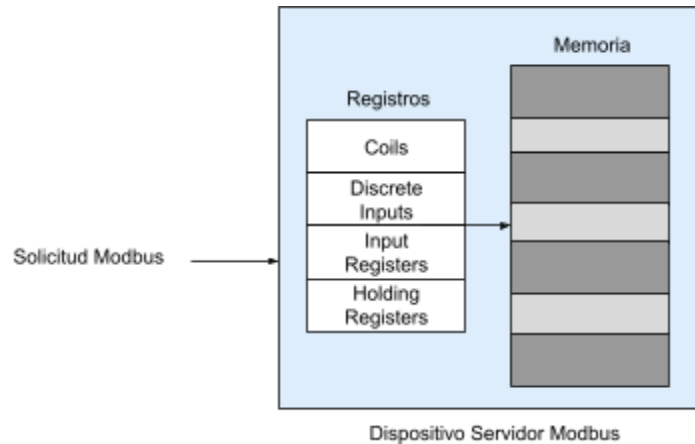 Memoria
Registros
Coils
Discrete
Inputs
Input
Registers
Holding
Registers
Solicitud Modbus
Dispositivo Servidor Modbus